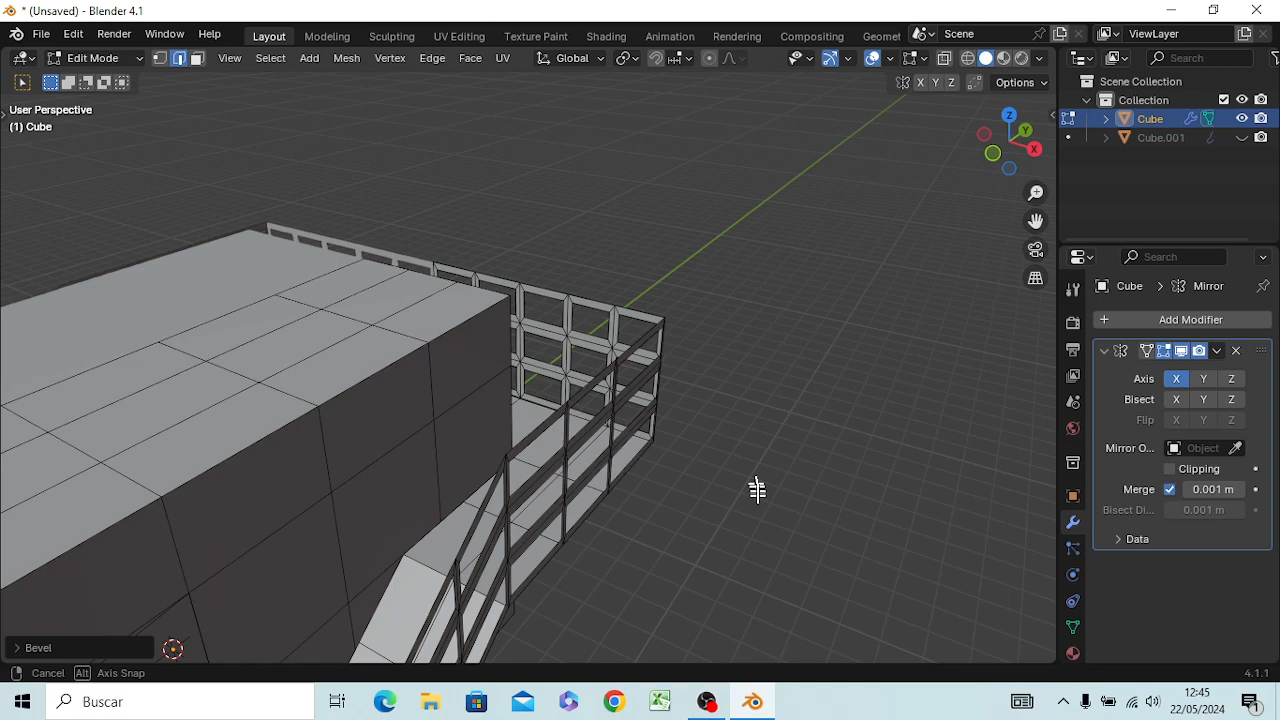 * (Unsaved) - Blender 4.1
File Edit Render Window Help Layout Modeling Sculpting UV Editing Texture Paint Shading Animation Rendering Compositing Geomet Scene ViewLayer
Edit Mode View Select Add Mesh Vertex Edge Face UV Global Search
X Y Z Options
Scene Collection
Collection
Cube
Cube.001
User Perspective
(1) Cube
Z
Y
X
Search
Cube > Mirror
+ Add Modifier
Axis X Y Z
Bisect X Y Z
Flip X Y Z
Mirror O... Object
Clipping
Merge 0.001 m
Bisect Di... 0.001 m
Data
> Bevel
Cancel Alt Axis Snap 4.1.1
Buscar
12:45
22/05/2024
1